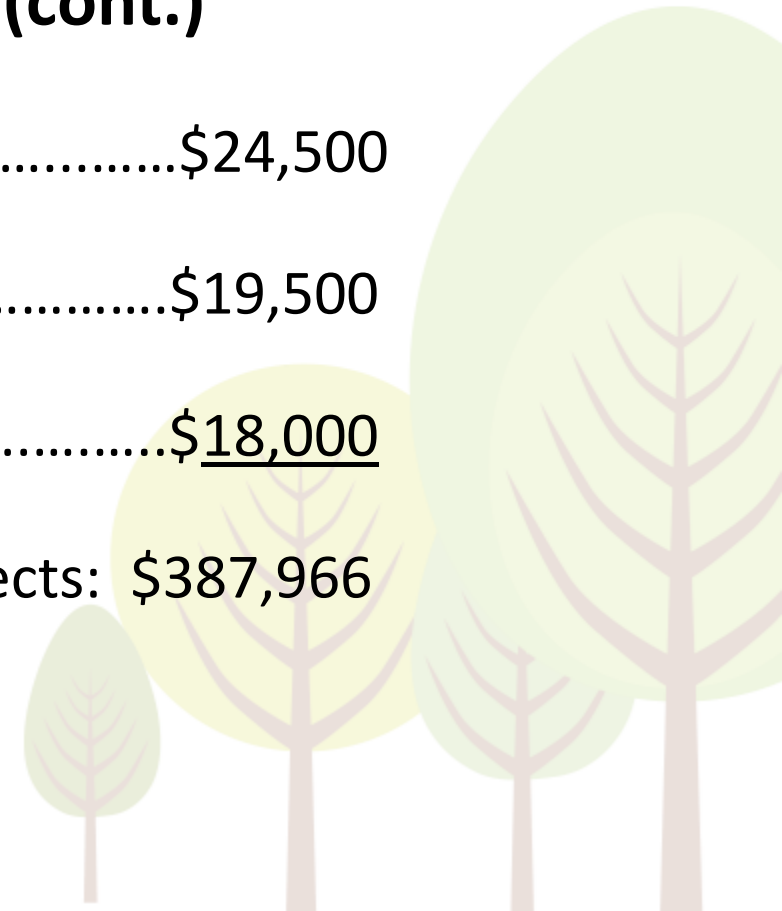 (cont.)
…...……$24,500
..………….$19,500
..…….…...$18,000
ects: $387,966